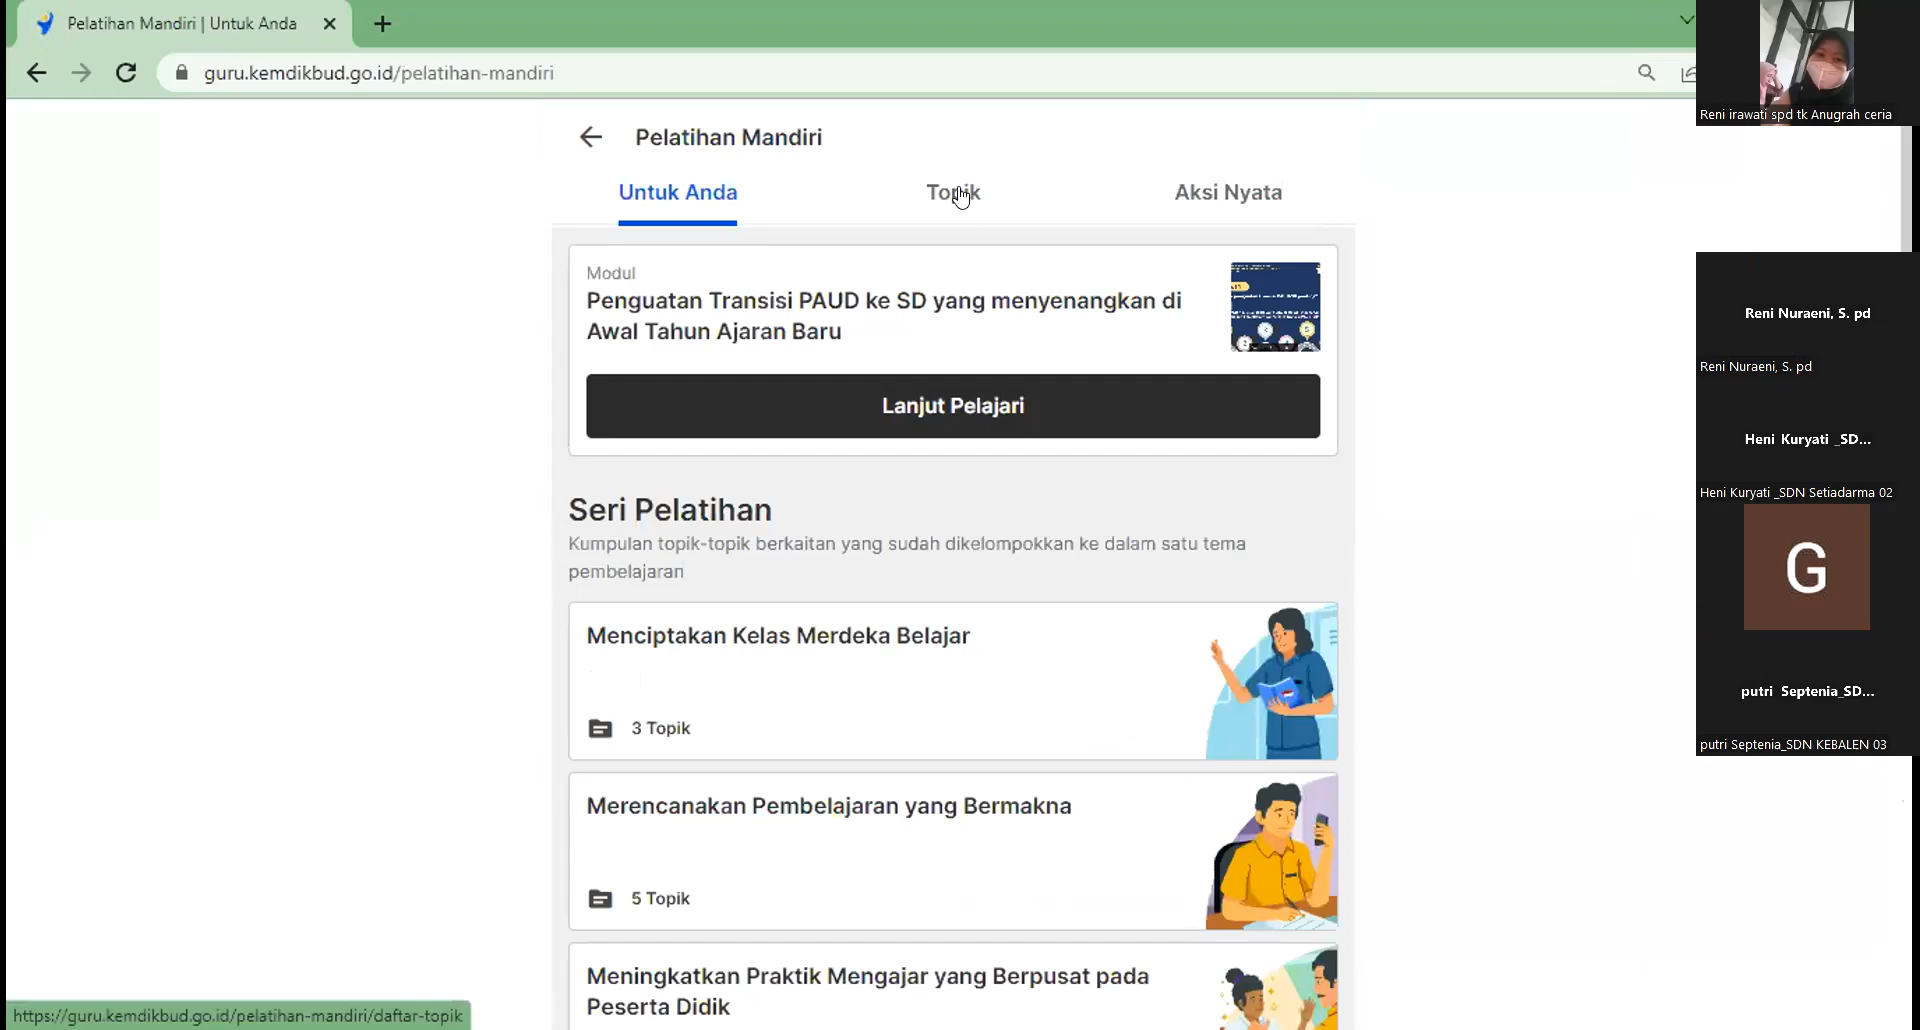 Pelatihan Mandiri | Untuk Anda
guru.kemdikbud.go.id/pelatihan-mandiri
Pelatihan Mandiri
Untuk Anda
Topik
Aksi Nyata
Modul
Penguatan Transisi PAUD ke SD yang menyenangkan di
Awal Tahun Ajaran Baru
Lanjut Pelajari
Seri Pelatihan
Kumpulan topik-topik berkaitan yang sudah dikelompokkan ke dalam satu tema
pembelajaran
Menciptakan Kelas Merdeka Belajar
3 Topik
Merencanakan Pembelajaran yang Bermakna
5 Topik
Meningkatkan Praktik Mengajar yang Berpusat pada
Peserta Didik
https://guru.kemdikbud.go.id/pelatihan-mandiri/daftar-topik
Reni irawati spd tk Anugrah ceria
Reni Nuraeni, S. pd
Reni Nuraeni, S. pd
Heni Kuryati _SD...
Heni Kuryati _SDN Setiadarma 02
G
putri Septenia_SD...
putri Septenia_SDN KEBALEN 03